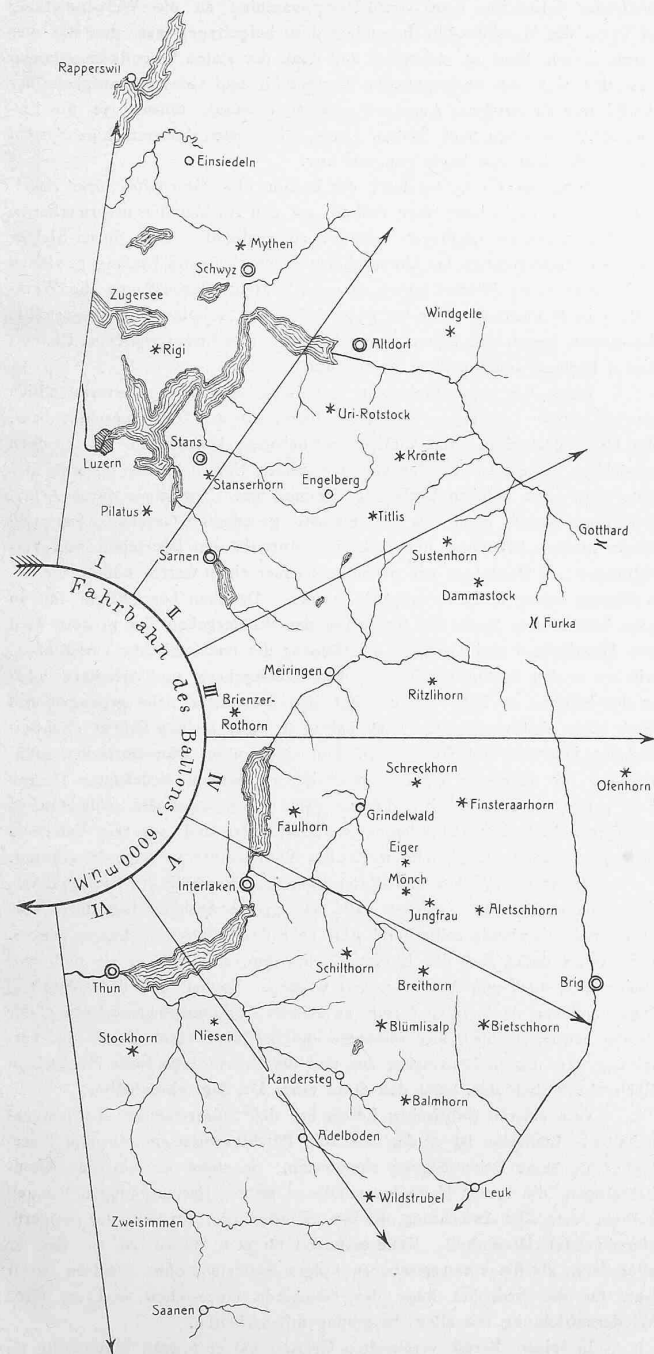 Rapperswil
Einsiedeln
Mythen
Schwyz
Zugersee
Windgelle
Altdorf
Rigi
Uri-Rotstock
Luzern
Stans
Krönte
Stanserhorn
Engelberg
Pilatus
Titlis
Gotthard
Sarnen
Sustenhorn
Dammastock
Furka
I
II
III
IV
V
VI
Fahrbahn des Ballons, 6000 m ü. M.
Meiringen
Ritzlihorn
Brienzer-
Rothorn
Schreckhorn
Ofenhorn
Finsteraarhorn
Faulhorn
Grindelwald
Eiger
Mönch
Interlaken
Jungfrau
Aletschhorn
Schilthorn
Breithorn
Thun
Brig
Niesen
Blümlisalp
Bietschhorn
Stockhorn
Kandersteg
Balmhorn
Adelboden
Wildstrubel
Leuk
Zweisimmen
Saanen